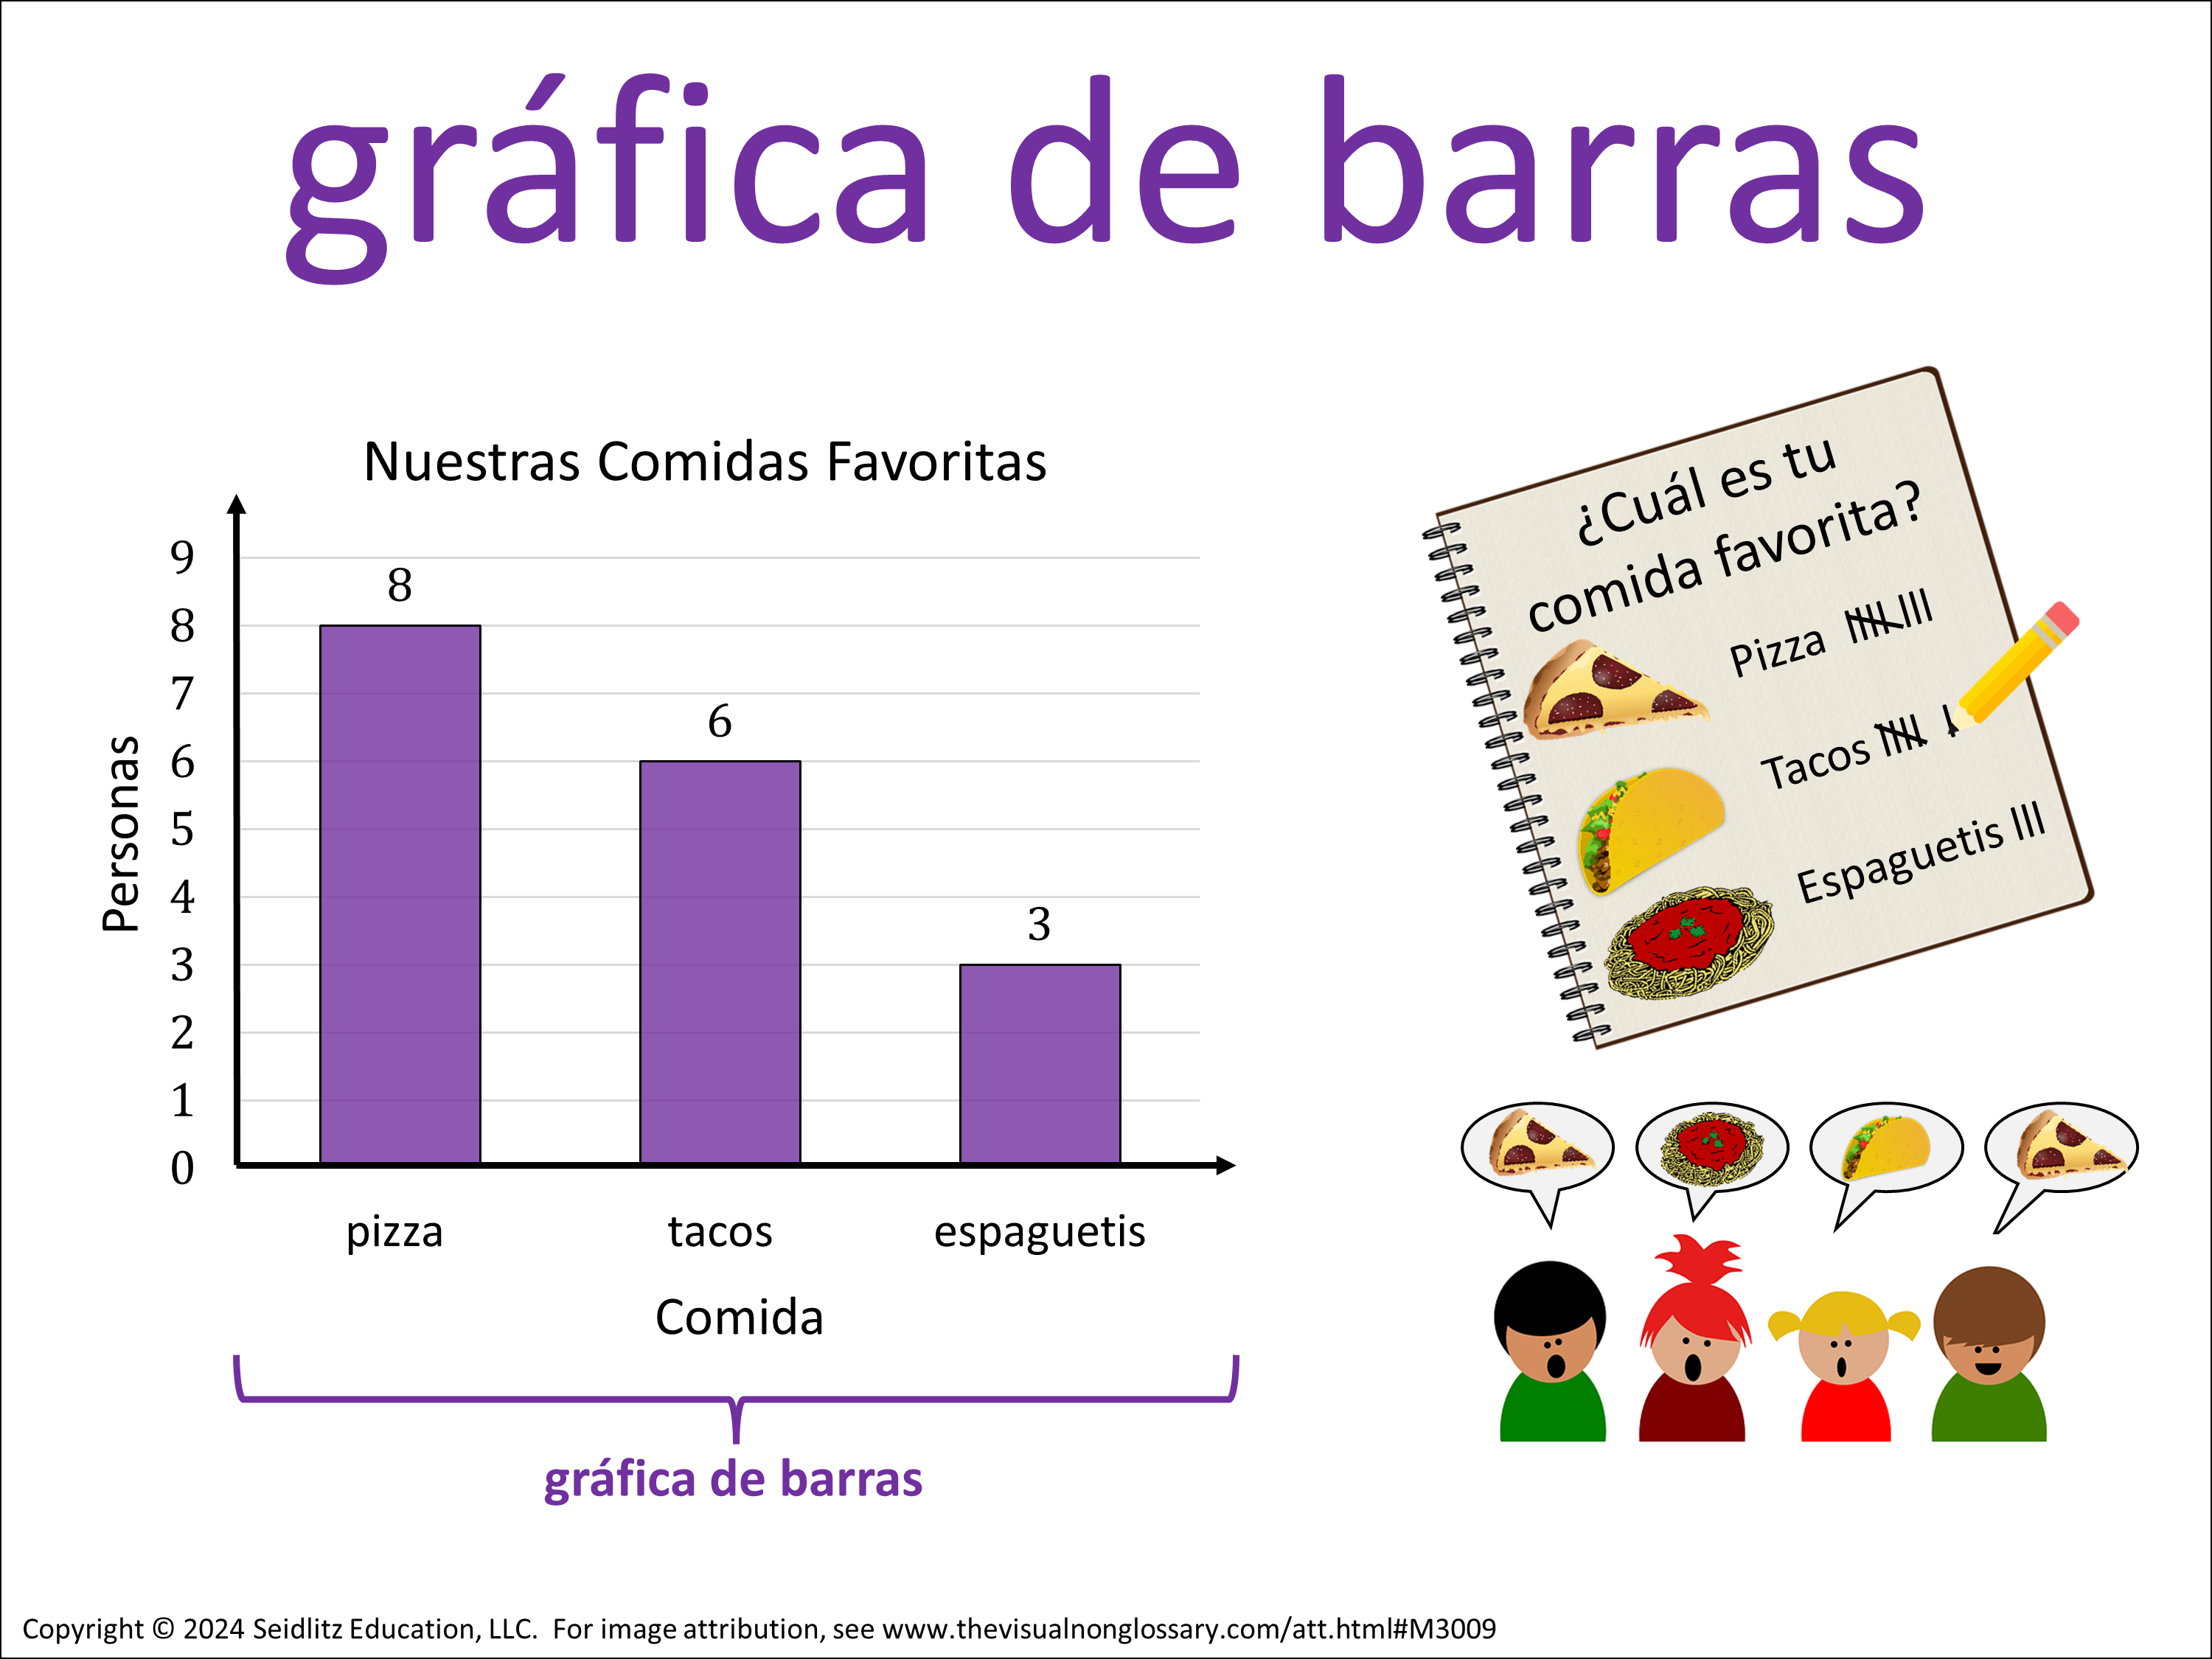 gráfica de barras
Nuestras Comidas Favoritas
Personas
9
8
7
6
5
4
3
2
1
0
8
6
3
pizza
tacos
espaguetis
Comida
gráfica de barras
¿Cuál es tu
comida favorita?
Pizza
Tacos
Espaguetis
Copyright © 2024 Seidlitz Education, LLC. For image attribution, see www.thevisualnonglossary.com/att.html#M3009